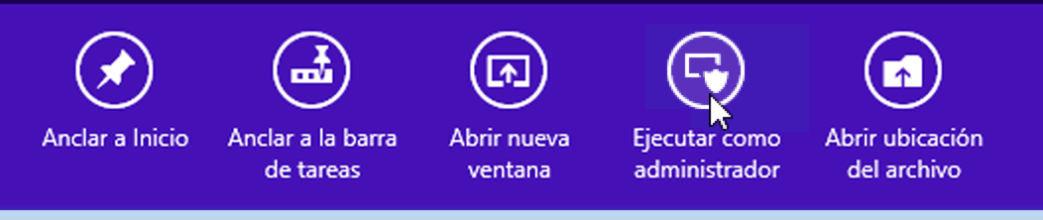 Anclar a Inicio
Anclar a la barra
de tareas
Abrir nueva
ventana
Ejecutar como
administrador
Abrir ubicación
del archivo